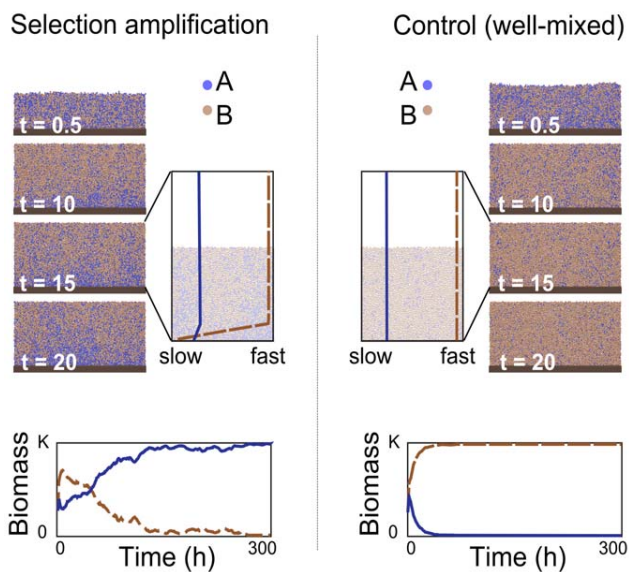 Selection amplification
A
B
t = 0.5
t = 10
t = 15
t = 20
slow fast
K
Biomass
0
0 300
Time (h)
Control (well-mixed)
A
B
t = 0.5
t = 10
t = 15
t = 20
slow fast
K
Biomass
0
0 300
Time (h)